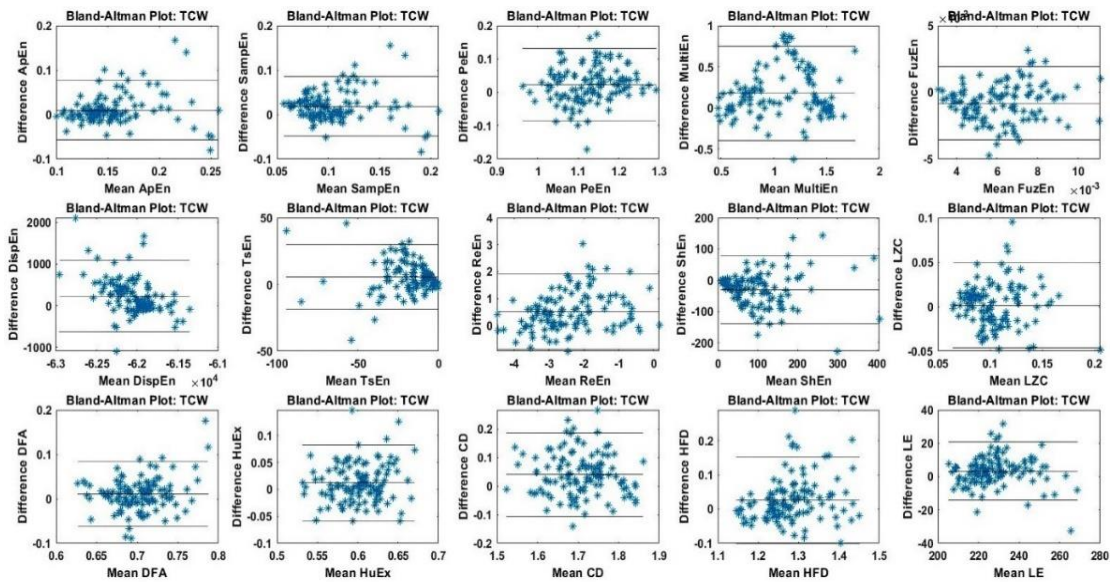 Bland-Altman Plot: TCW
Difference ApEn
0.2
0.1
0
-0.1
0.1 0.15 0.2 0.25
Mean ApEn
Bland-Altman Plot: TCW
Difference SampEn
0.2
0.1
0
-0.1
0.05 0.1 0.15 0.2
Mean SampEn
Bland-Altman Plot: TCW
Difference PeEn
0.2
0.1
0
-0.1
-0.2
0.9 1 1.1 1.2 1.3
Mean PeEn
Bland-Altman Plot: TCW
Difference MultiEn
1
0.5
0
-0.5
0.5 1 1.5 2
Mean MultiEn
Bland-Altman Plot: TCW
Difference FuzEn
5
0
-5
4 6 8 10
Mean FuzEn ×10⁻³
Bland-Altman Plot: TCW
Difference DispEn
2000
1000
0
-1000
-6.3 -6.2 -6.1
Mean DispEn ×10⁴
Bland-Altman Plot: TCW
Difference TsEn
50
0
-50
-100 -50 0
Mean TsEn
Bland-Altman Plot: TCW
Difference ReEn
4
3
2
1
0
-4 -3 -2 -1 0
Mean ReEn
Bland-Altman Plot: TCW
Difference ShEn
200
100
0
-100
-200
0 100 200 300 400
Mean ShEn
Bland-Altman Plot: TCW
Difference LZC
0.1
0.05
0
-0.05
0.05 0.1 0.15 0.2
Mean LZC
Bland-Altman Plot: TCW
Difference DFA
0.2
0.1
0
-0.1
0.6 0.65 0.7 0.75 0.8
Mean DFA
Bland-Altman Plot: TCW
Difference HuEx
0.1
0.05
0
-0.05
-0.1
0.5 0.55 0.6 0.65 0.7
Mean HuEx
Bland-Altman Plot: TCW
Difference CD
0.2
0.1
0
-0.1
-0.2
1.5 1.6 1.7 1.8 1.9
Mean CD
Bland-Altman Plot: TCW
Difference HFD
0.2
0.1
0
-0.1
1.1 1.2 1.3 1.4 1.5
Mean HFD
Bland-Altman Plot: TCW
Difference LE
40
20
0
-20
-40
200 220 240 260 280
Mean LE